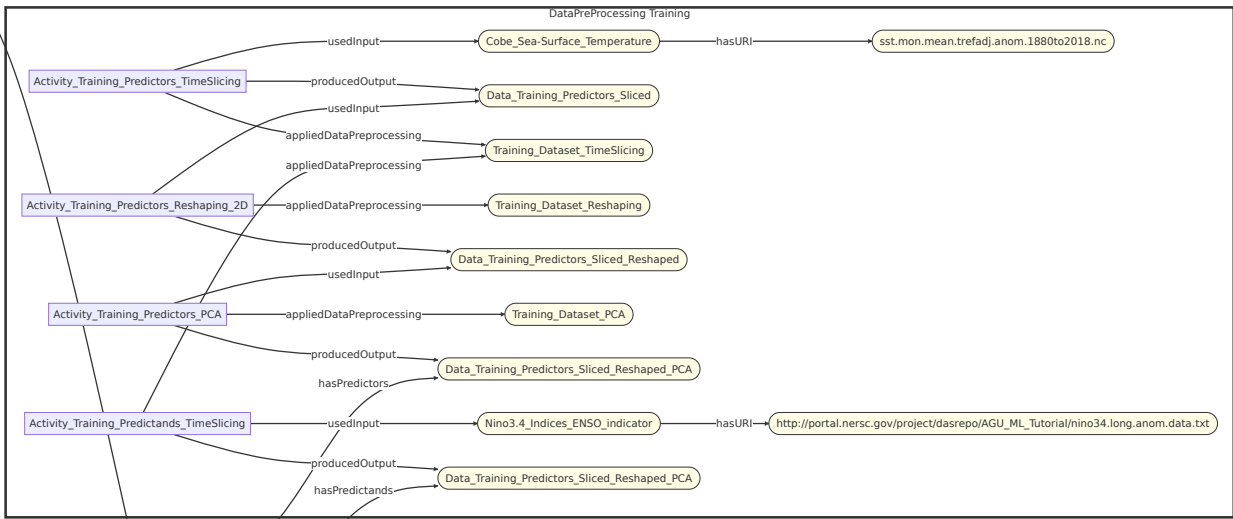 DataPreProcessing Training
usedInput
Cobe_Sea-Surface_Temperature
hasURI
sst.mon.mean.trefadj.anom.1880to2018.nc
Activity_Training_Predictors_TimeSlicing
producedOutput
Data_Training_Predictors_Sliced
usedInput
appliedDataPreprocessing
Training_Dataset_TimeSlicing
appliedDataPreprocessing
Activity_Training_Predictors_Reshaping_2D
appliedDataPreprocessing
Training_Dataset_Reshaping
producedOutput
Data_Training_Predictors_Sliced_Reshaped
usedInput
Activity_Training_Predictors_PCA
appliedDataPreprocessing
Training_Dataset_PCA
producedOutput
Data_Training_Predictors_Sliced_Reshaped_PCA
hasPredictors
Activity_Training_Predictands_TimeSlicing
usedInput
Nino3.4_Indices_ENSO_indicator
hasURI
http://portal.nersc.gov/project/dasrepo/AGU_ML_Tutorial/nino34.long.anom.data.txt
producedOutput
Data_Training_Predictors_Sliced_Reshaped_PCA
hasPredictands